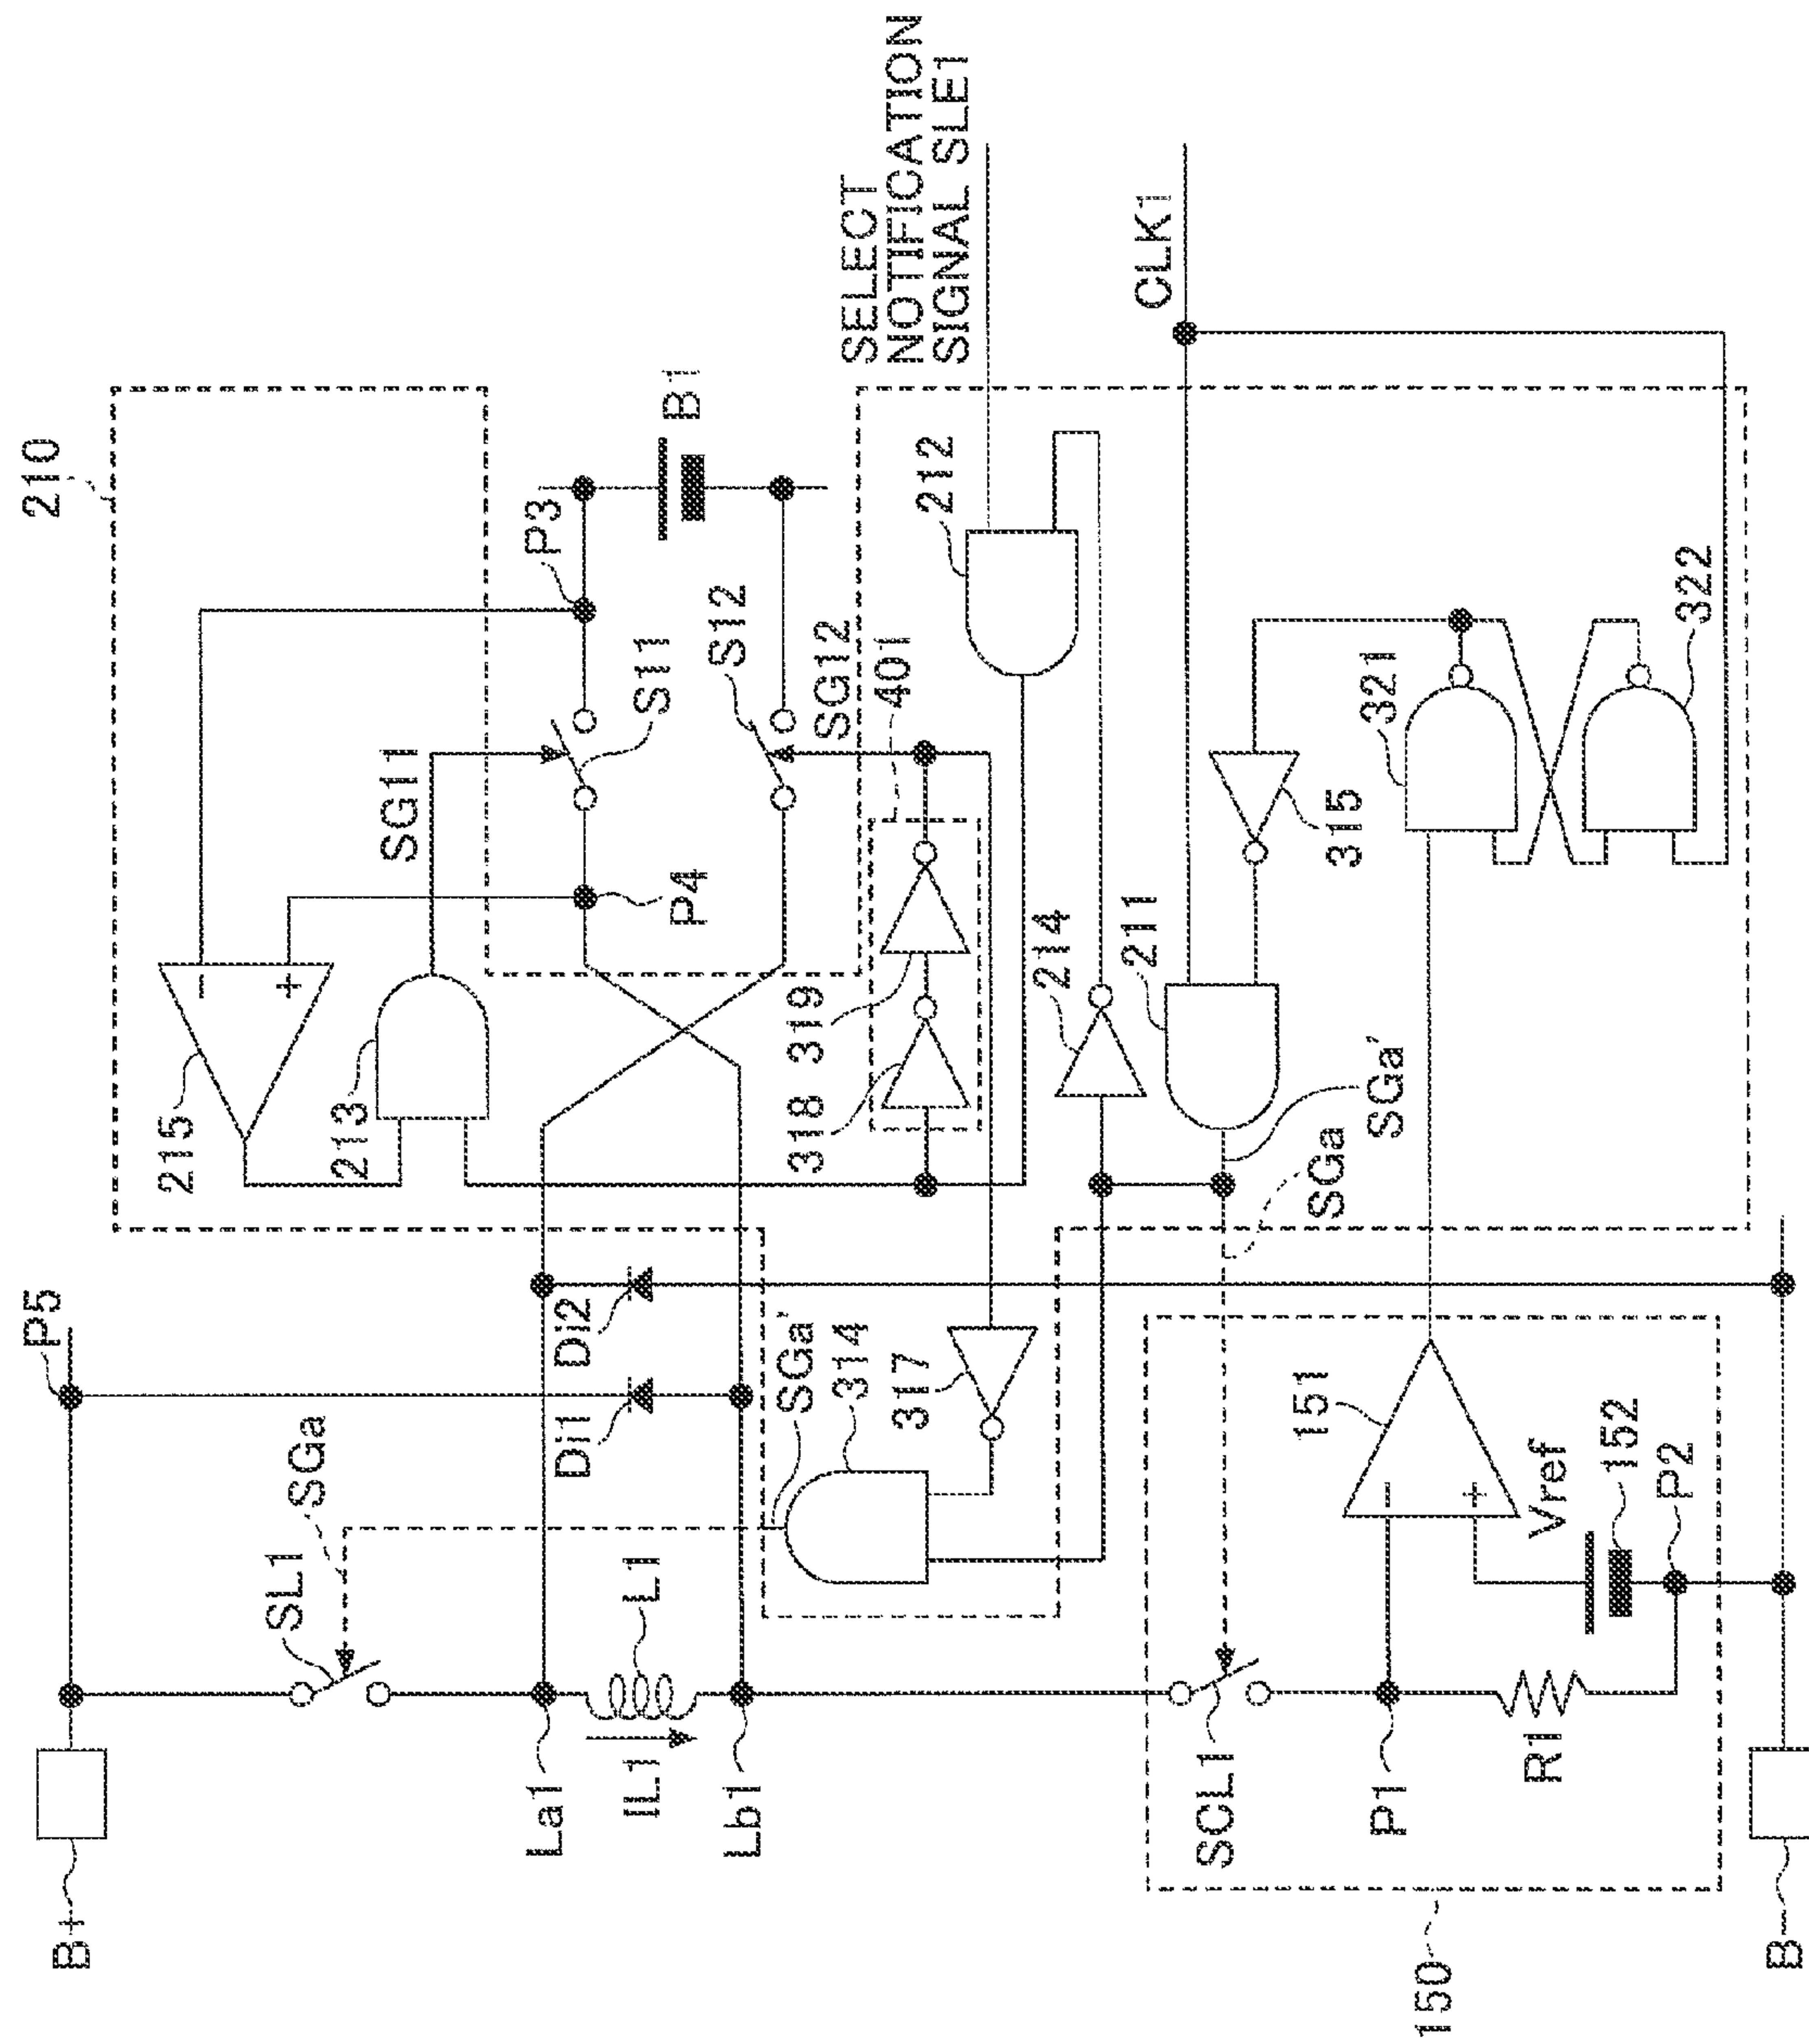 210
SELECT
NOTIFICATION
SIGNAL SLE1
CLK1
B1
P3
S11
S12
SG11
SG12
P4
212
401
215
213
318
319
214
211
315
321
322
SGa'
SGa
P5
Di2
Di1
SGa'
314
317
SGa
SL1
L1
IL1
La1
Lb1
B+
151
Vref
152
P2
SCL1
P1
R1
150
B-
-
+
-
+